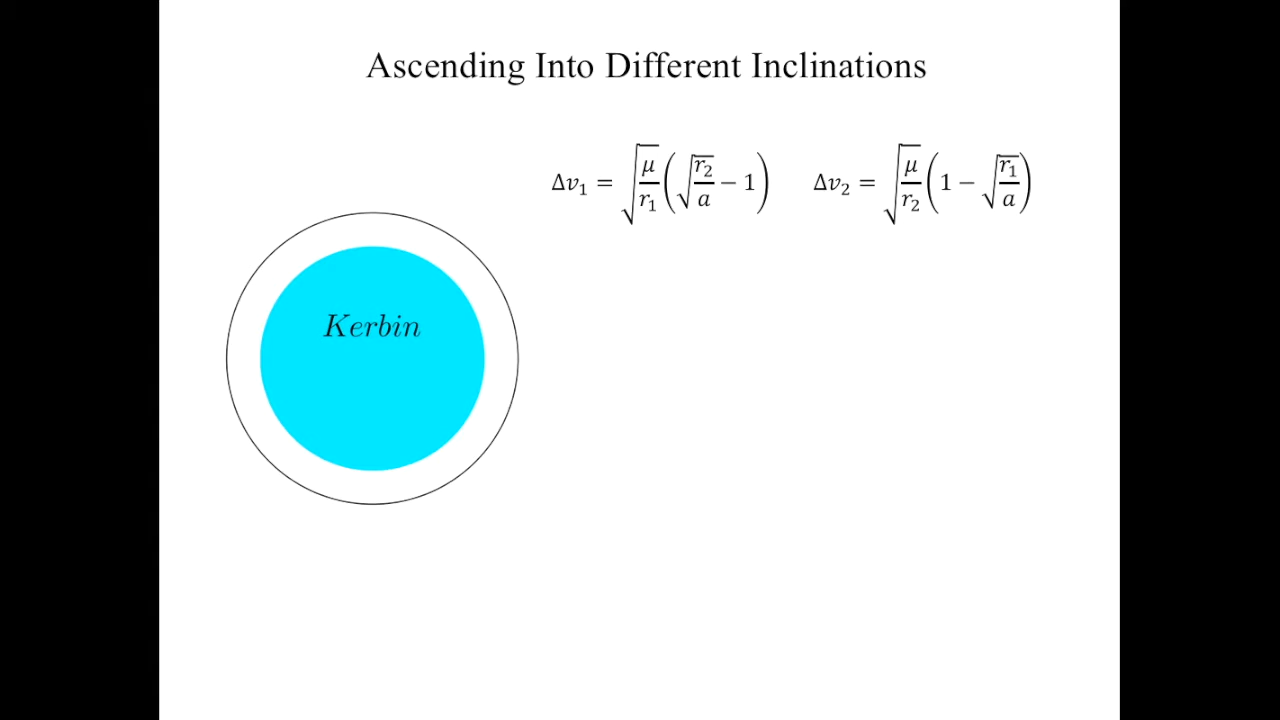 Ascending Into Different Inclinations
Δv₁ = √(μ/r₁) (√(r₂/a) − 1)    Δv₂ = √(μ/r₂) (1 − √(r₁/a))
Kerbin